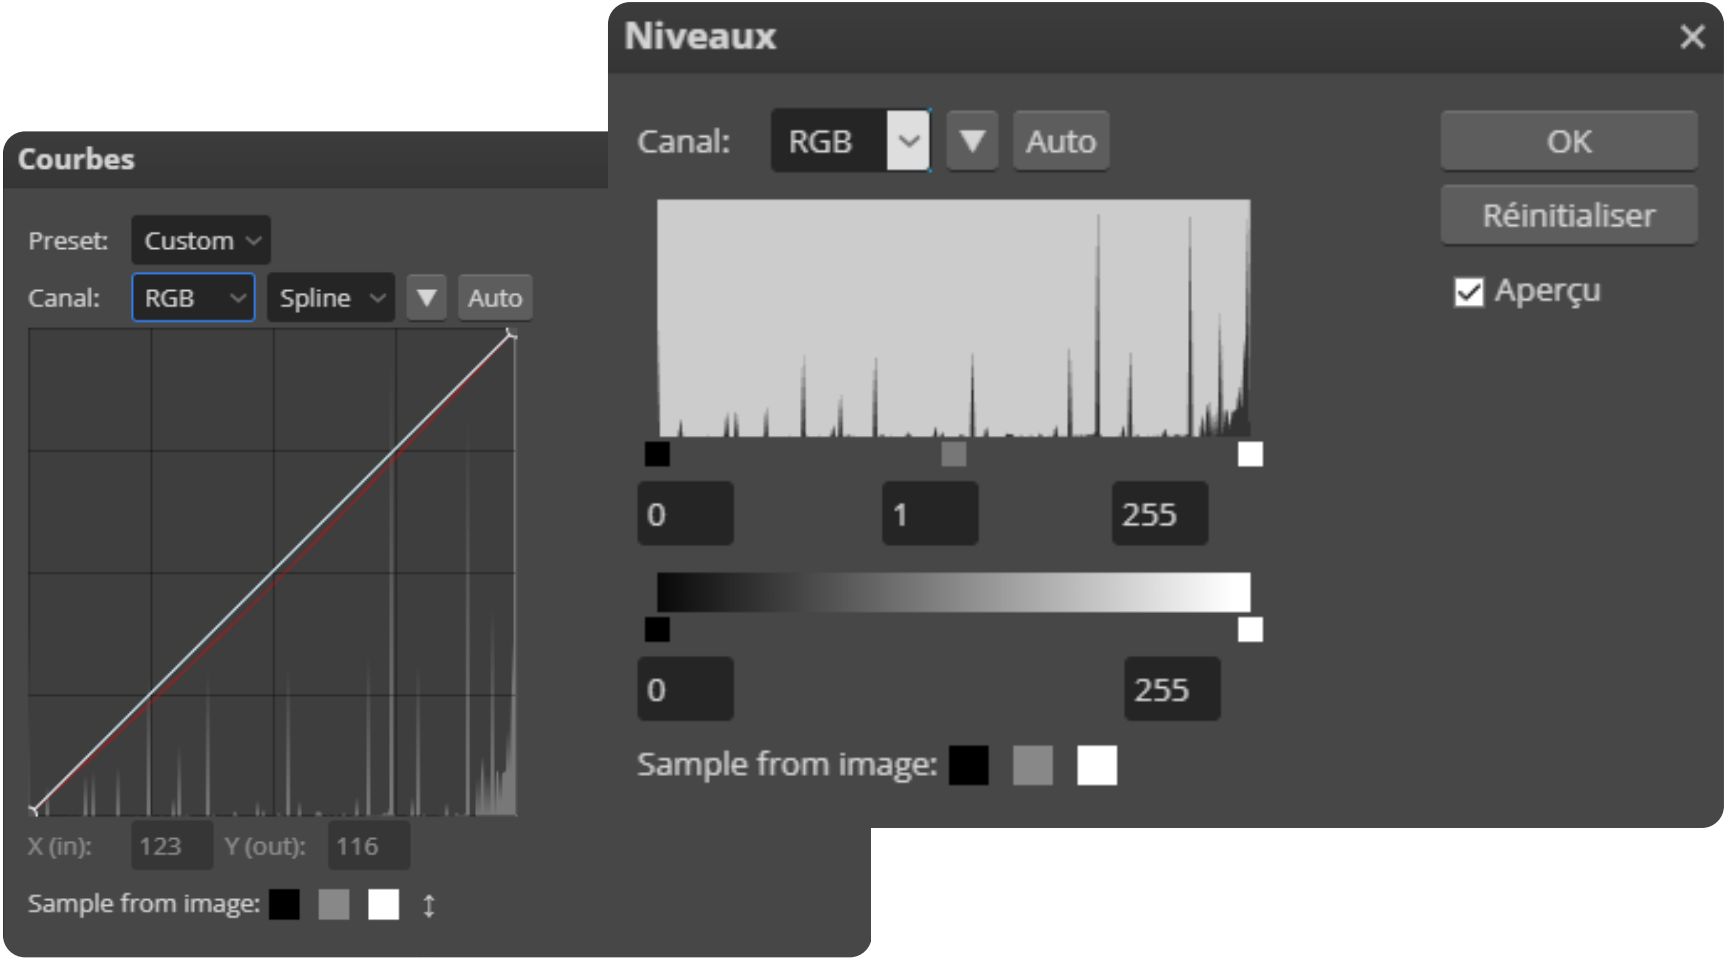 Niveaux
Canal: RGB Auto
OK
Réinitialiser
Aperçu
0 1 255
0 255
Sample from image:
Courbes
Preset: Custom
Canal: RGB Spline Auto
X (in): 123 Y (out): 116
Sample from image: